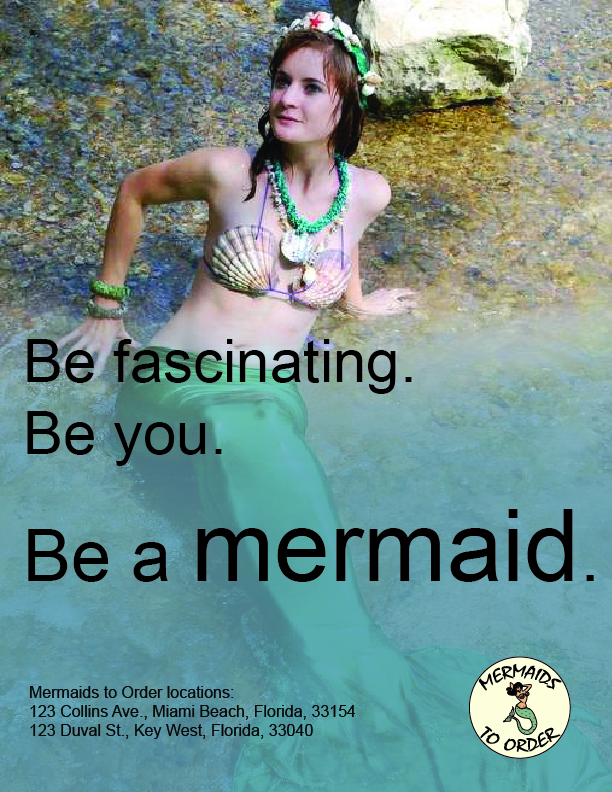 Be fascinating.
Be you.
Be a mermaid.
Mermaids to Order locations:
123 Collins Ave., Miami Beach, Florida, 33154
123 Duval St., Key West, Florida, 33040
MERMAIDS
TO ORDER